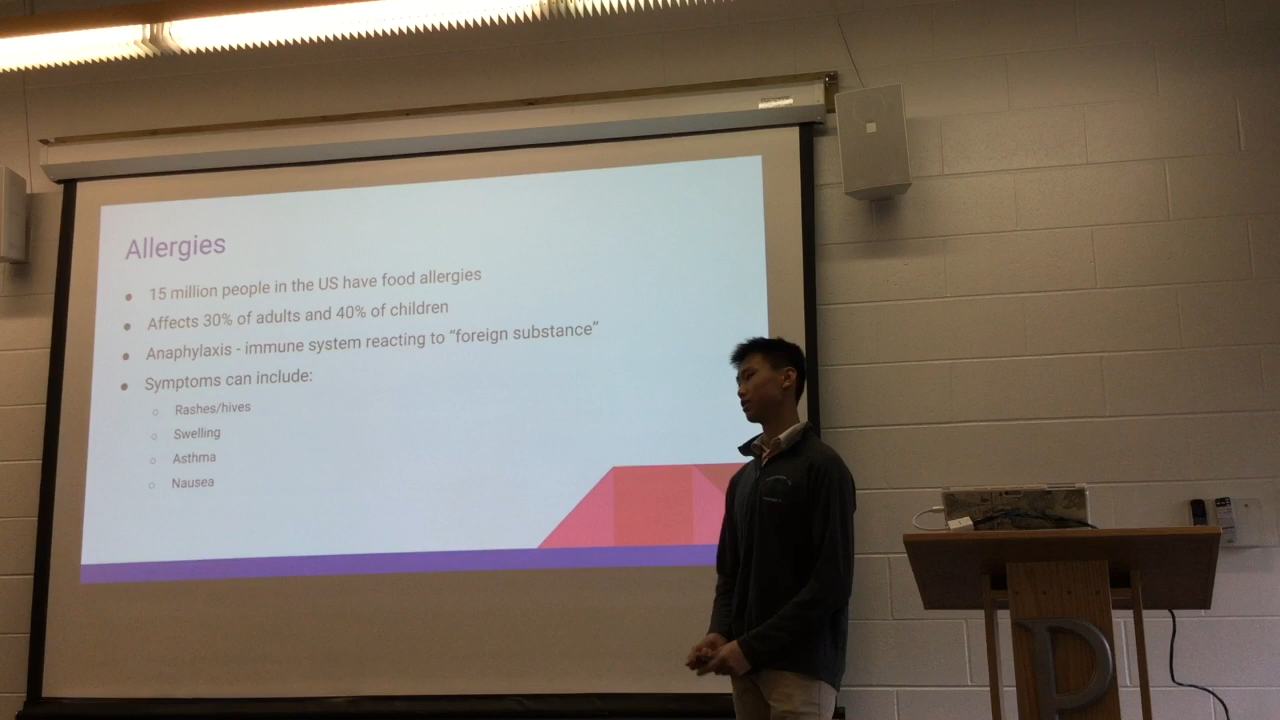 Allergies
● 15 million people in the US have food allergies
● Affects 30% of adults and 40% of children
● Anaphylaxis - immune system reacting to “foreign substance”
● Symptoms can include:
○ Rashes/hives
○ Swelling
○ Asthma
○ Nausea
P